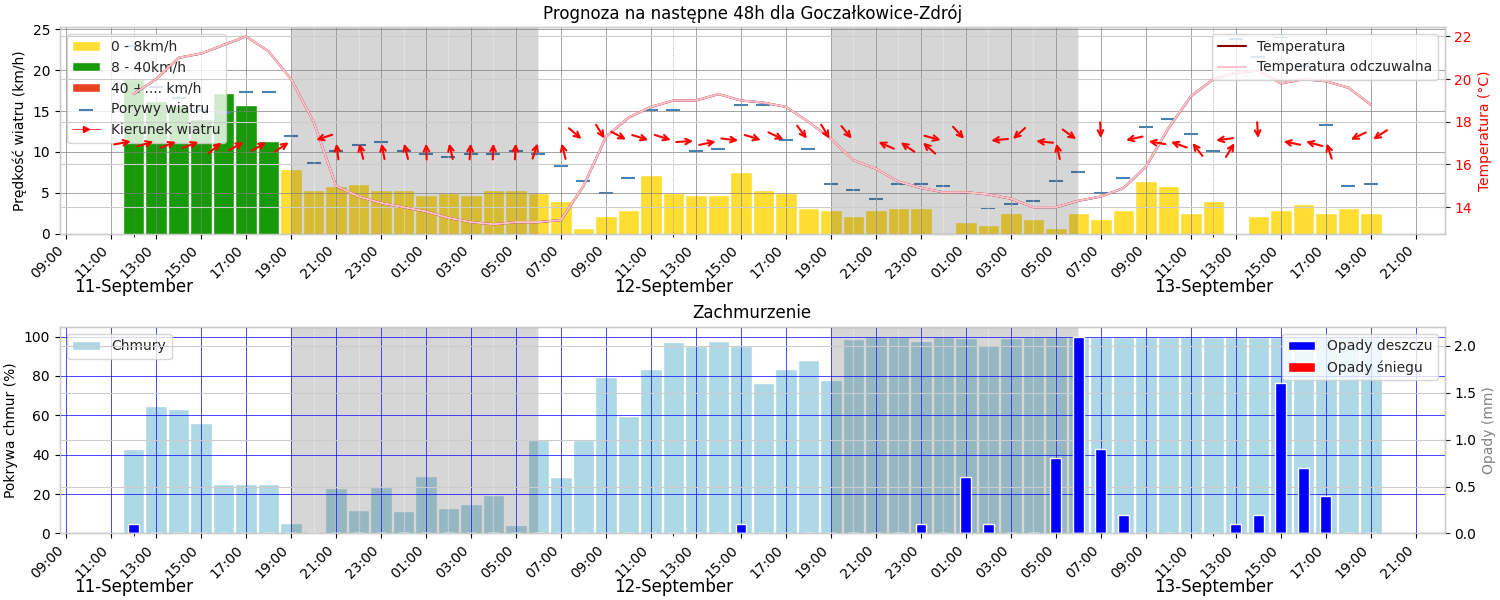 Prognoza na następne 48h dla Goczałkowice-Zdrój
Prędkość wiatru (km/h)
25
20
15
10
5
0
0 - 8km/h
8 - 40km/h
40 - .... km/h
Porywy wiatru
Kierunek wiatru
Temperatura
Temperatura odczuwalna
22
20
18
16
14
Temperatura (°C)
09:00 11:00 13:00 15:00 17:00 19:00 21:00 23:00 01:00 03:00 05:00 07:00 09:00 11:00 13:00 15:00 17:00 19:00 21:00 23:00 01:00 03:00 05:00 07:00 09:00 11:00 13:00 15:00 17:00 19:00 21:00
11-September 12-September 13-September
Zachmurzenie
Pokrywa chmur (%)
100
80
60
40
20
0
Chmury
Opady deszczu
Opady śniegu
2.0
1.5
1.0
0.5
0.0
Opady (mm)
09:00 11:00 13:00 15:00 17:00 19:00 21:00 23:00 01:00 03:00 05:00 07:00 09:00 11:00 13:00 15:00 17:00 19:00 21:00 23:00 01:00 03:00 05:00 07:00 09:00 11:00 13:00 15:00 17:00 19:00 21:00
11-September 12-September 13-September